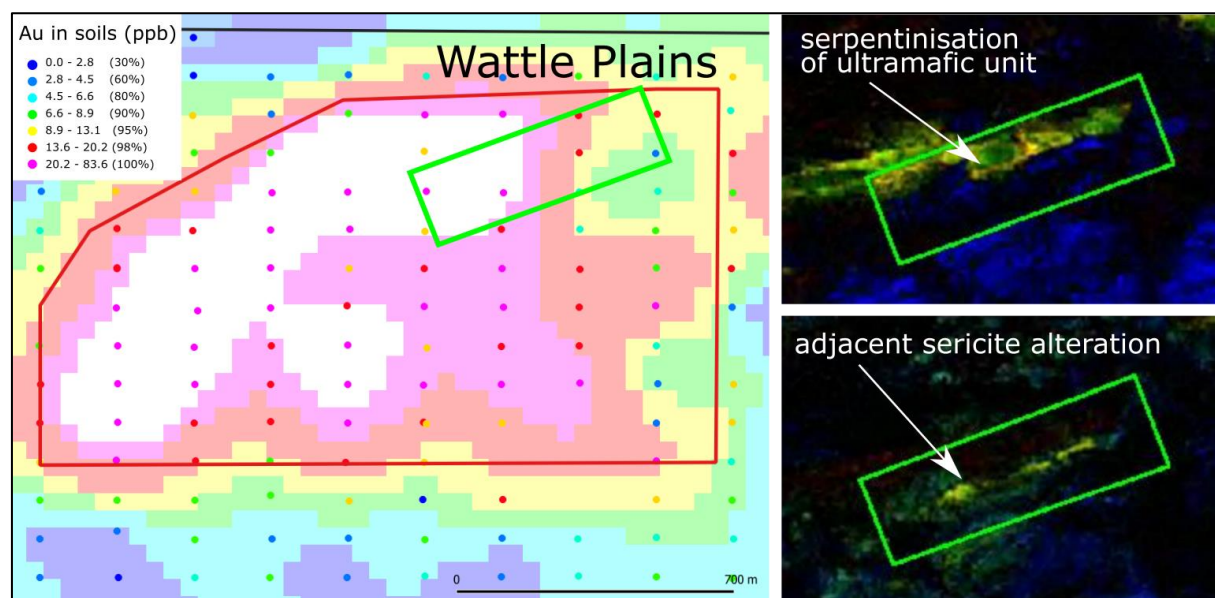 Au in soils (ppb)
0.0 - 2.8 (30%)
2.8 - 4.5 (60%)
4.5 - 6.6 (80%)
6.6 - 8.9 (90%)
8.9 - 13.1 (95%)
13.6 - 20.2 (98%)
20.2 - 83.6 (100%)
Wattle Plains
0
700 m
serpentinisation
of ultramafic unit
adjacent sericite alteration